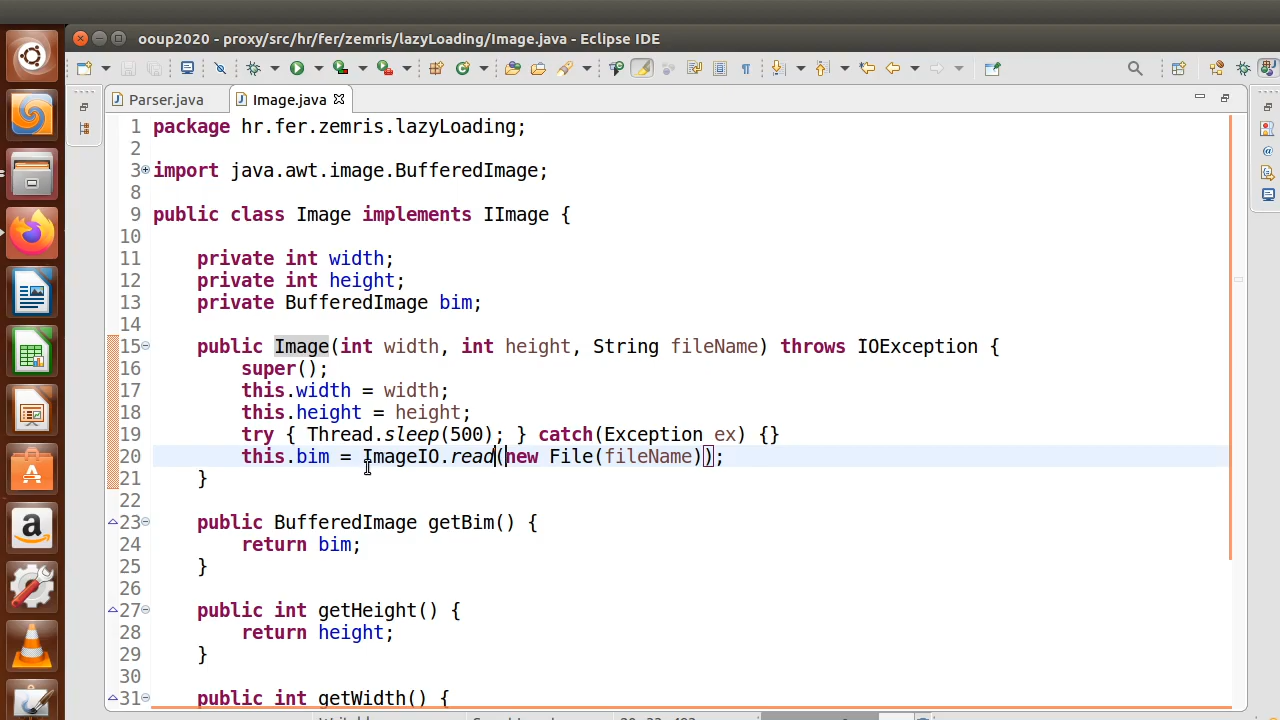 ooup2020 - proxy/src/hr/fer/zemris/lazyLoading/Image.java - Eclipse IDE
Parser.java
Image.java
1 package hr.fer.zemris.lazyLoading;
2
3 import java.awt.image.BufferedImage;
8
9 public class Image implements IImage {
10
11 private int width;
12 private int height;
13 private BufferedImage bim;
14
15 public Image(int width, int height, String fileName) throws IOException {
16 super();
17 this.width = width;
18 this.height = height;
19 try { Thread.sleep(500); } catch(Exception ex) {}
20 this.bim = ImageIO.read(new File(fileName));
21 }
22
23 public BufferedImage getBim() {
24 return bim;
25 }
26
27 public int getHeight() {
28 return height;
29 }
30
31 public int getWidth() {